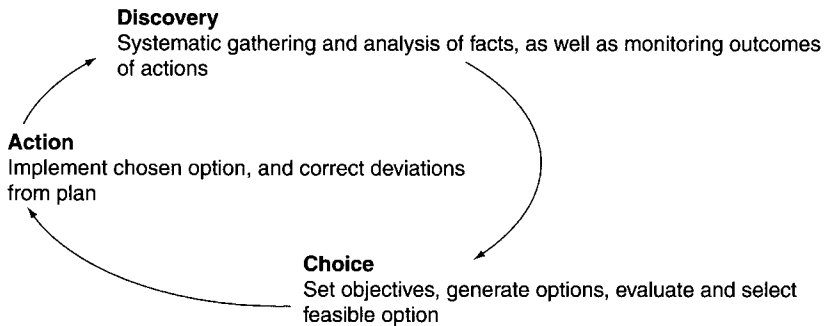 Discovery
Systematic gathering and analysis of facts, as well as monitoring outcomes
of actions
Action
Implement chosen option, and correct deviations
from plan
Choice
Set objectives, generate options, evaluate and select
feasible option